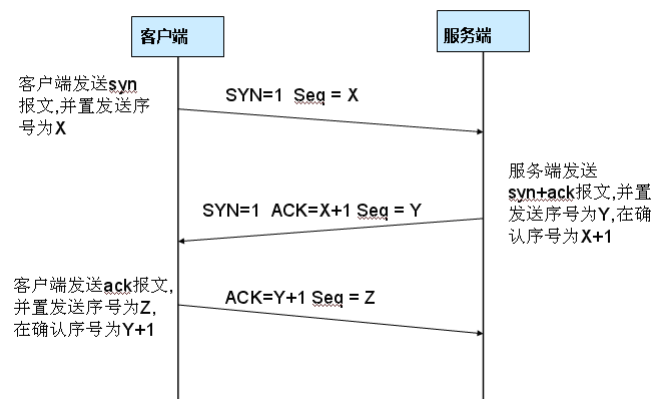 客户端
服务端
客户端发送syn
报文,并置发送序
号为X
SYN=1 Seq = X
服务端发送
syn+ack报文,并置
发送序号为Y,在确
认序号为X+1
SYN=1 ACK=X+1 Seq = Y
客户端发送ack报文,
并置发送序号为Z,
在确认序号为Y+1
ACK=Y+1 Seq = Z